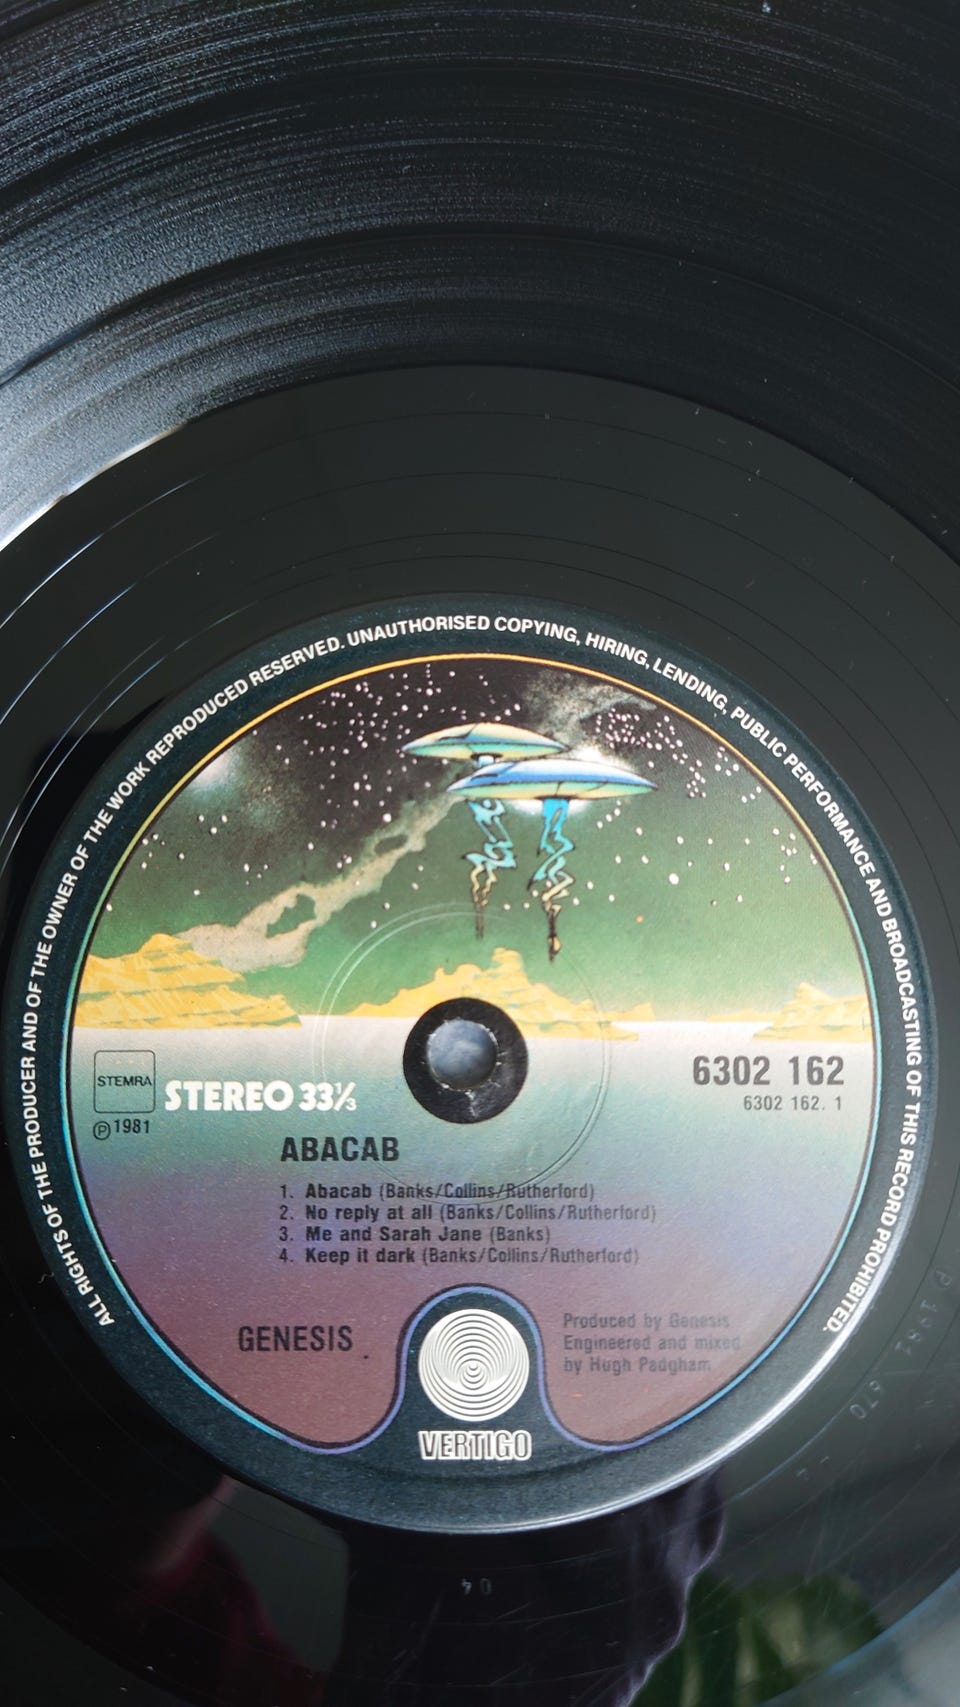 ALL RIGHTS OF THE PRODUCER AND OF THE OWNER OF THE WORK REPRODUCED RESERVED. UNAUTHORISED COPYING, HIRING, LENDING, PUBLIC PERFORMANCE AND BROADCASTING OF THIS RECORD PROHIBITED.
STEMRA
STEREO 33⅓
6302 162
6302 162. 1
℗ 1981
ABACAB
1. Abacab (Banks/Collins/Rutherford)
2. No reply at all (Banks/Collins/Rutherford)
3. Me and Sarah Jane (Banks)
4. Keep it dark (Banks/Collins/Rutherford)
GENESIS
Produced by Genesis
Engineered and mixed
by Hugh Padgham
VERTIGO
P 1981 670
04